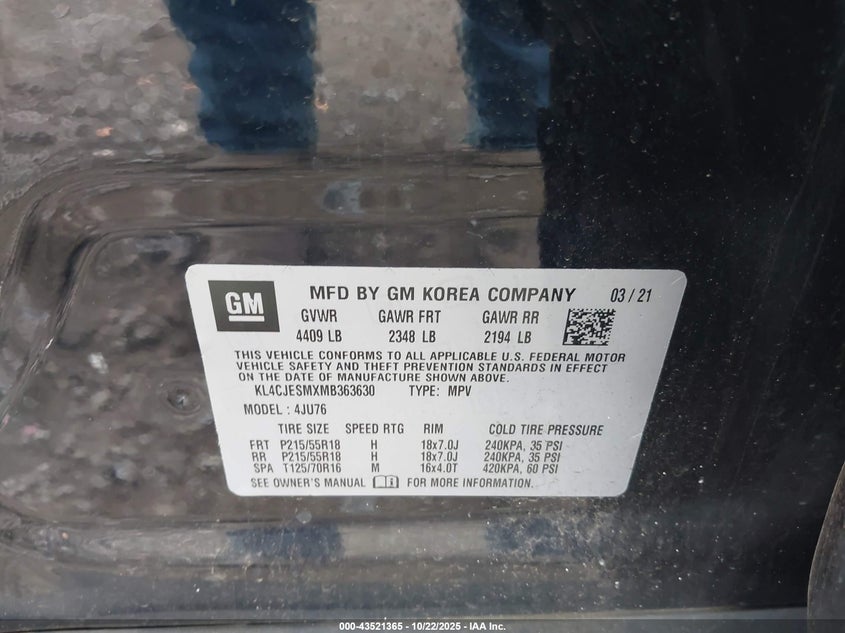 GM MFD BY GM KOREA COMPANY 03/21
GVWR GAWR FRT GAWR RR
4409 LB 2348 LB 2194 LB
THIS VEHICLE CONFORMS TO ALL APPLICABLE U.S. FEDERAL MOTOR
VEHICLE SAFETY AND THEFT PREVENTION STANDARDS IN EFFECT
ON THE DATE OF MANUFACTURE SHOWN ABOVE.
KL4CJESMXMB363630 TYPE: MPV
MODEL : 4JU76
TIRE SIZE SPEED RTG RIM COLD TIRE PRESSURE
FRT P215/55R18 H 18x7.0J 240KPA, 35 PSI
RR P215/55R18 H 18x7.0J 240KPA, 35 PSI
SPA T125/70R16 M 16x4.0T 420KPA, 60 PSI
SEE OWNER'S MANUAL FOR MORE INFORMATION.
000-43521365 - 10/22/2025 - IAA Inc.